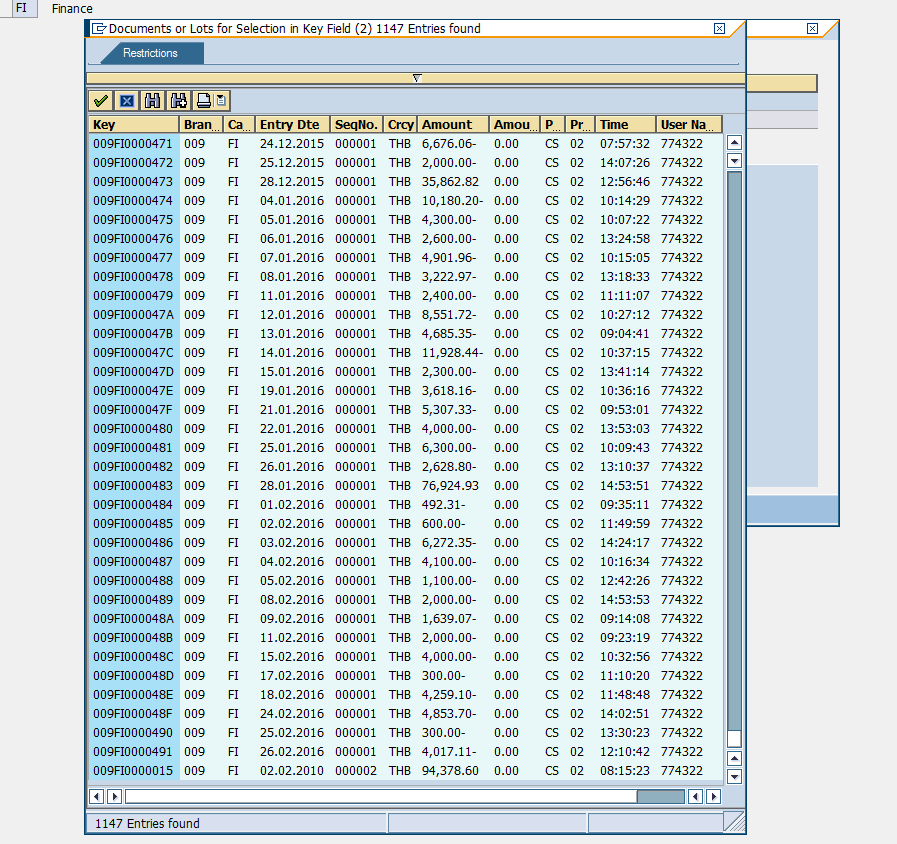 FI Finance
Documents or Lots for Selection in Key Field (2) 1147 Entries found
Restrictions
Key Bran... Ca... Entry Dte SeqNo. Crcy Amount Amou... P... Pr... Time User Na...
009FI0000471 009 FI 24.12.2015 000001 THB 6,676.06- 0.00 CS 02 07:57:32 774322
009FI0000472 009 FI 25.12.2015 000001 THB 2,000.00- 0.00 CS 02 14:07:26 774322
009FI0000473 009 FI 28.12.2015 000001 THB 35,862.82 0.00 CS 02 12:56:46 774322
009FI0000474 009 FI 04.01.2016 000001 THB 10,180.20- 0.00 CS 02 10:14:29 774322
009FI0000475 009 FI 05.01.2016 000001 THB 4,300.00- 0.00 CS 02 10:07:22 774322
009FI0000476 009 FI 06.01.2016 000001 THB 2,600.00- 0.00 CS 02 13:24:58 774322
009FI0000477 009 FI 07.01.2016 000001 THB 4,901.96- 0.00 CS 02 10:15:05 774322
009FI0000478 009 FI 08.01.2016 000001 THB 3,222.97- 0.00 CS 02 13:18:33 774322
009FI0000479 009 FI 11.01.2016 000001 THB 2,400.00- 0.00 CS 02 11:11:07 774322
009FI000047A 009 FI 12.01.2016 000001 THB 8,551.72- 0.00 CS 02 10:27:12 774322
009FI000047B 009 FI 13.01.2016 000001 THB 4,685.35- 0.00 CS 02 09:04:41 774322
009FI000047C 009 FI 14.01.2016 000001 THB 11,928.44- 0.00 CS 02 10:37:15 774322
009FI000047D 009 FI 15.01.2016 000001 THB 2,300.00- 0.00 CS 02 13:41:14 774322
009FI000047E 009 FI 19.01.2016 000001 THB 3,618.16- 0.00 CS 02 10:36:16 774322
009FI000047F 009 FI 21.01.2016 000001 THB 5,307.33- 0.00 CS 02 09:53:01 774322
009FI0000480 009 FI 22.01.2016 000001 THB 4,000.00- 0.00 CS 02 13:53:03 774322
009FI0000481 009 FI 25.01.2016 000001 THB 6,300.00- 0.00 CS 02 10:09:43 774322
009FI0000482 009 FI 26.01.2016 000001 THB 2,628.80- 0.00 CS 02 13:10:37 774322
009FI0000483 009 FI 28.01.2016 000001 THB 76,924.93 0.00 CS 02 14:53:51 774322
009FI0000484 009 FI 01.02.2016 000001 THB 492.31- 0.00 CS 02 09:35:11 774322
009FI0000485 009 FI 02.02.2016 000001 THB 600.00- 0.00 CS 02 11:49:59 774322
009FI0000486 009 FI 03.02.2016 000001 THB 6,272.35- 0.00 CS 02 14:24:17 774322
009FI0000487 009 FI 04.02.2016 000001 THB 4,100.00- 0.00 CS 02 10:16:34 774322
009FI0000488 009 FI 05.02.2016 000001 THB 1,100.00- 0.00 CS 02 12:42:26 774322
009FI0000489 009 FI 08.02.2016 000001 THB 2,000.00- 0.00 CS 02 14:53:53 774322
009FI000048A 009 FI 09.02.2016 000001 THB 1,639.07- 0.00 CS 02 09:14:08 774322
009FI000048B 009 FI 11.02.2016 000001 THB 2,000.00- 0.00 CS 02 09:23:19 774322
009FI000048C 009 FI 15.02.2016 000001 THB 4,000.00- 0.00 CS 02 10:32:56 774322
009FI000048D 009 FI 17.02.2016 000001 THB 300.00- 0.00 CS 02 11:10:20 774322
009FI000048E 009 FI 18.02.2016 000001 THB 4,259.10- 0.00 CS 02 11:48:48 774322
009FI000048F 009 FI 24.02.2016 000001 THB 4,853.70- 0.00 CS 02 14:02:51 774322
009FI0000490 009 FI 25.02.2016 000001 THB 300.00- 0.00 CS 02 13:30:23 774322
009FI0000491 009 FI 26.02.2016 000001 THB 4,017.11- 0.00 CS 02 12:10:42 774322
009FI0000015 009 FI 02.02.2010 000002 THB 94,378.60 0.00 CS 02 08:15:23 774322
1147 Entries found